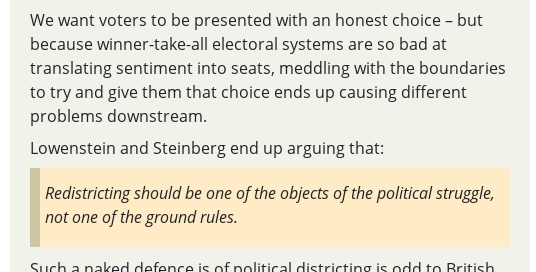 We want voters to be presented with an honest choice – but
because winner-take-all electoral systems are so bad at
translating sentiment into seats, meddling with the boundaries
to try and give them that choice ends up causing different
problems downstream.
Lowenstein and Steinberg end up arguing that:
Redistricting should be one of the objects of the political struggle,
not one of the ground rules.
Such a naked defence is of political districting is odd to British